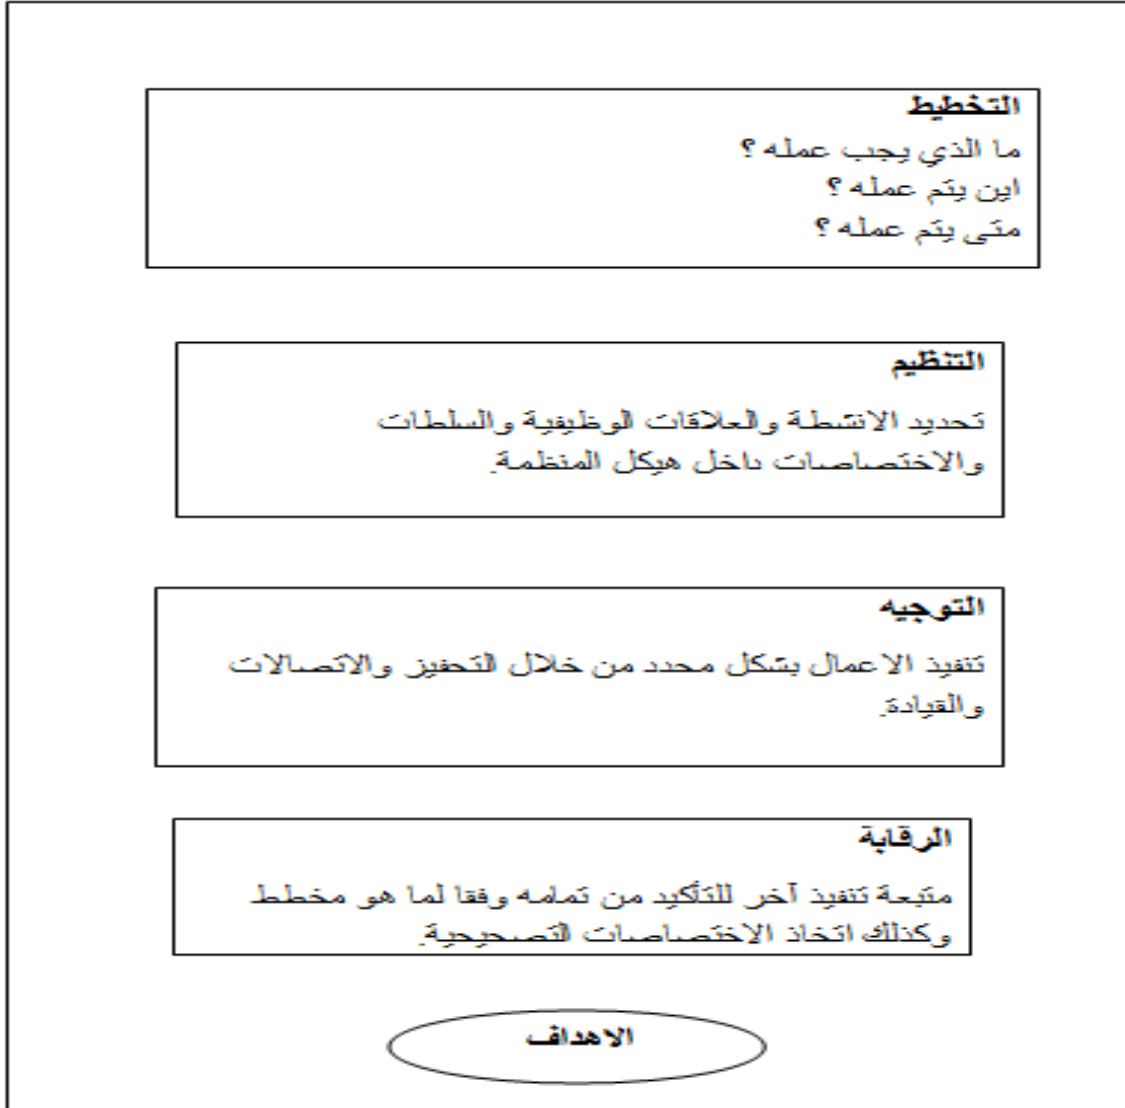 التخطيط
ما الذي يجب عمله ؟
اين يتم عمله ؟
متى يتم عمله ؟
التنظيم
تحديد الانشطة والعلاقات الوظيفية والسلطات
والاختصاصات داخل هيكل المنظمة.
التوجيه
تنفيذ الاعمال بشكل محدد من خلال التحفيز والاتصالات
والقيادة.
الرقابة
متبعة تنفيذ آخر للتأكيد من تمامه وفقا لما هو مخطط
وكذلك اتخاذ الاختصاصات التصحيحية.
الاهداف